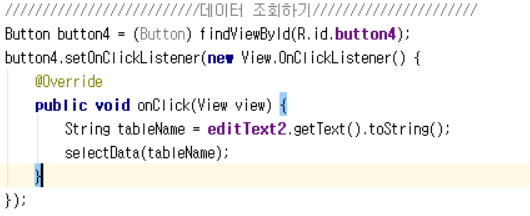 //////////////////////////데이터 조회하기//////////////////////
Button button4 = (Button) findViewById(R.id.button4);
button4.setOnClickListener(new View.OnClickListener() {
    @Override
    public void onClick(View view) {
        String tableName = editText2.getText().toString();
        selectData(tableName);
    }
});